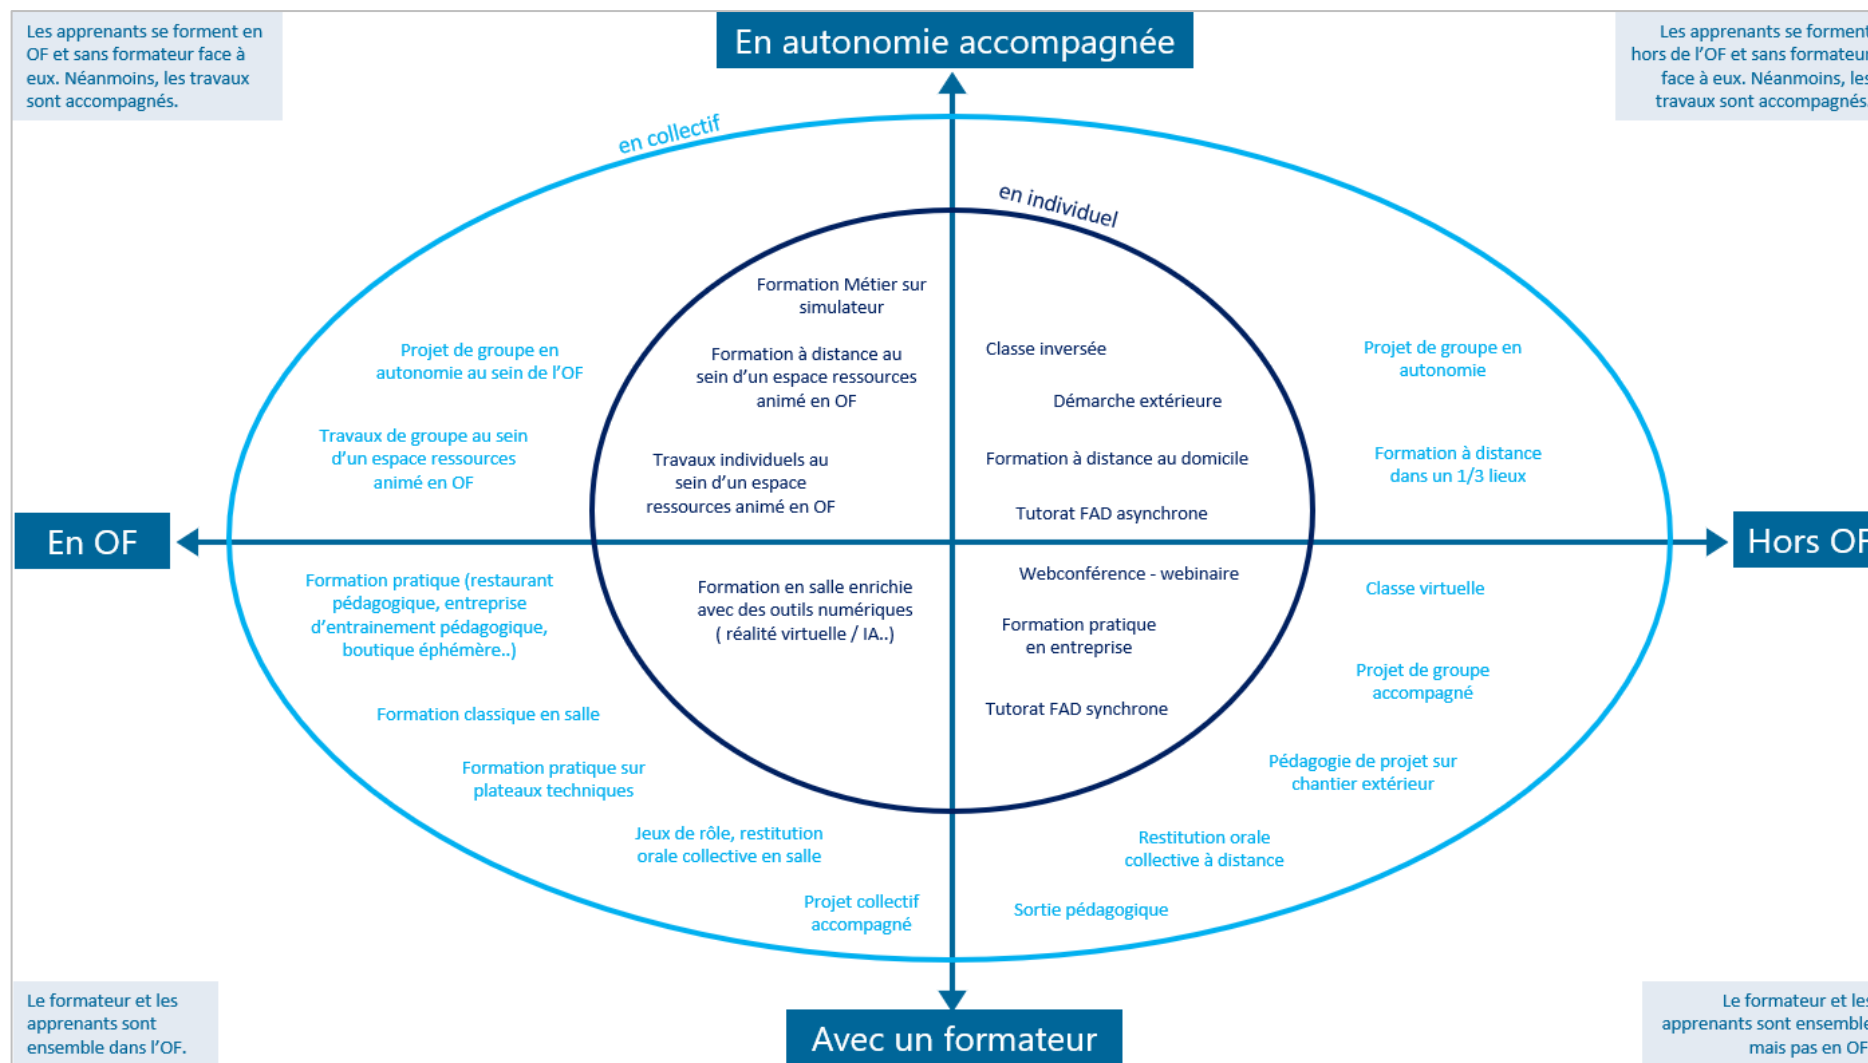 Les apprenants se forment en
OF et sans formateur face à
eux. Néanmoins, les travaux
sont accompagnés.
En autonomie accompagnée
Les apprenants se forment
hors de l'OF et sans formateur
face à eux. Néanmoins, les
travaux sont accompagnés.
en collectif
en individuel
Formation Métier sur
simulateur
Projet de groupe en
autonomie au sein de l'OF
Formation à distance au
sein d'un espace ressources
animé en OF
Classe inversée
Démarche extérieure
Projet de groupe en
autonomie
Travaux de groupe au sein
d'un espace ressources
animé en OF
Travaux individuels au
sein d'un espace
ressources animé en OF
Formation à distance au domicile
Tutorat FAD asynchrone
Formation à distance
dans un 1/3 lieux
En OF
Hors OF
Formation pratique (restaurant
pédagogique, entreprise
d'entrainement pédagogique,
boutique éphémère..)
Formation en salle enrichie
avec des outils numériques
( réalité virtuelle / IA..)
Webconférence - webinaire
Formation pratique
en entreprise
Tutorat FAD synchrone
Classe virtuelle
Projet de groupe
accompagné
Formation classique en salle
Formation pratique sur
plateaux techniques
Pédagogie de projet sur
chantier extérieur
Jeux de rôle, restitution
orale collective en salle
Restitution orale
collective à distance
Projet collectif
accompagné
Sortie pédagogique
Le formateur et les
apprenants sont
ensemble dans l'OF.
Avec un formateur
Le formateur et les
apprenants sont ensemble
mais pas en OF